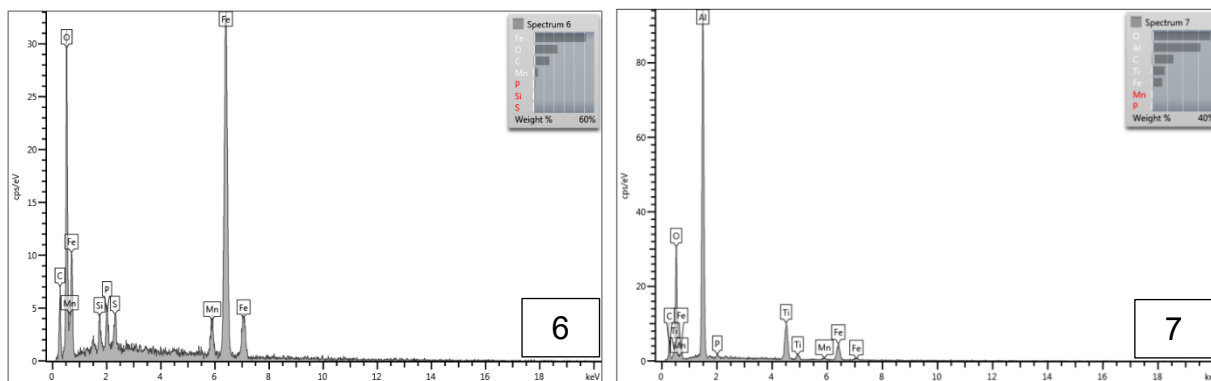 Spectrum 6
Fe
O
C
Mn
P
Si
S
Weight % 60%
cps/eV
30
25
20
15
10
5
0
C
O
Mn
Fe
Si
P
S
Mn
Fe
Fe
0 2 4 6 8 10 12 14 16 18 20 keV
6
Spectrum 7
O
Al
C
Ti
Fe
Mn
P
Weight % 40%
cps/eV
80
60
40
20
0
C
Ti
O
Mn
Fe
Al
P
Ti
Ti
Mn
Fe
Fe
0 2 4 6 8 10 12 14 16 18 ke
7